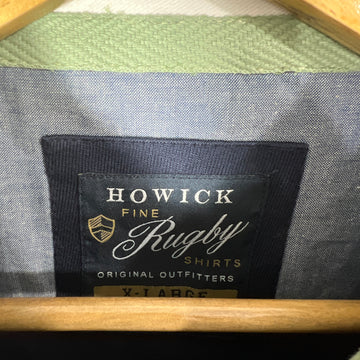 HOWICK
FINE
Rugby
SHIRTS
ORIGINAL OUTFITTERS
X-LARGE